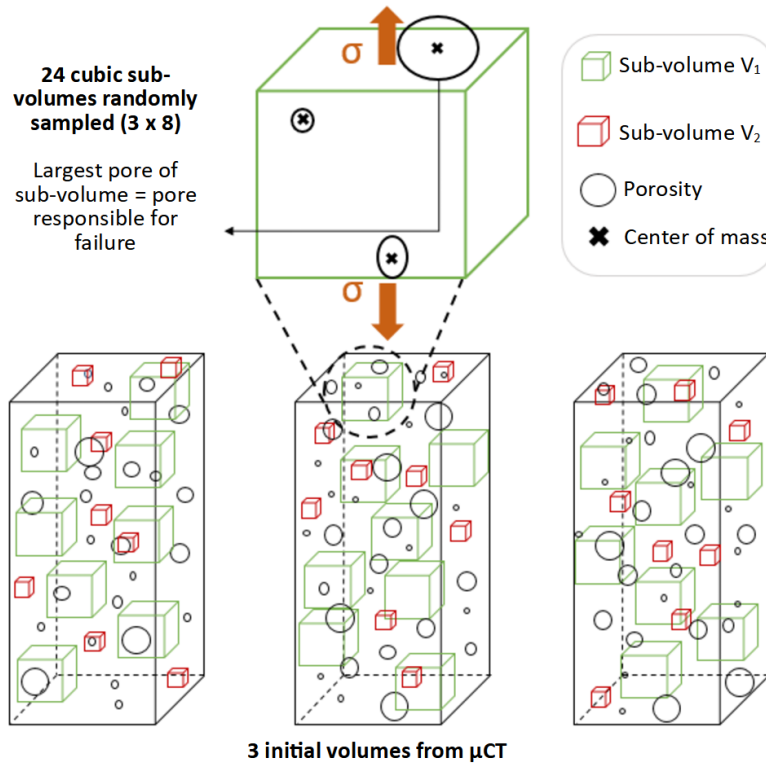 24 cubic sub-
volumes randomly
sampled (3 x 8)
Largest pore of
sub-volume = pore
responsible for
failure
σ
σ
Sub-volume V₁
Sub-volume V₂
Porosity
Center of mass
3 initial volumes from µCT